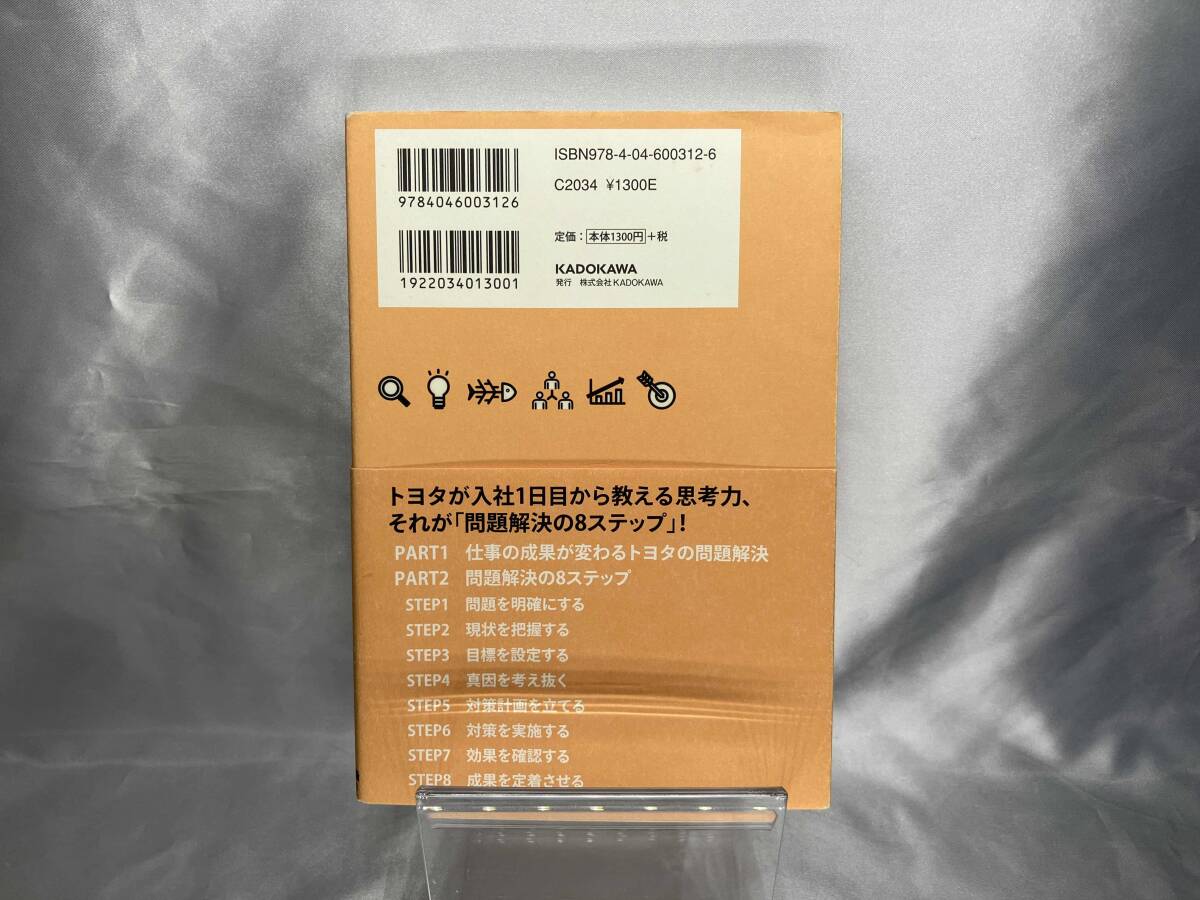 ISBN978-4-04-600312-6
C2034 ¥1300E
9784046003126
定価：本体1300円+税
1922034013001
KADOKAWA
発行 株式会社KADOKAWA
トヨタが入社1日目から教える思考力、
それが「問題解決の8ステップ」！
PART1 仕事の成果が変わるトヨタの問題解決
PART2 問題解決の8ステップ
STEP1 問題を明確にする
STEP2 現状を把握する
STEP3 目標を設定する
STEP4 真因を考え抜く
STEP5 対策計画を立てる
STEP6 対策を実施する
STEP7 効果を確認する
STEP8 成果を定着させる